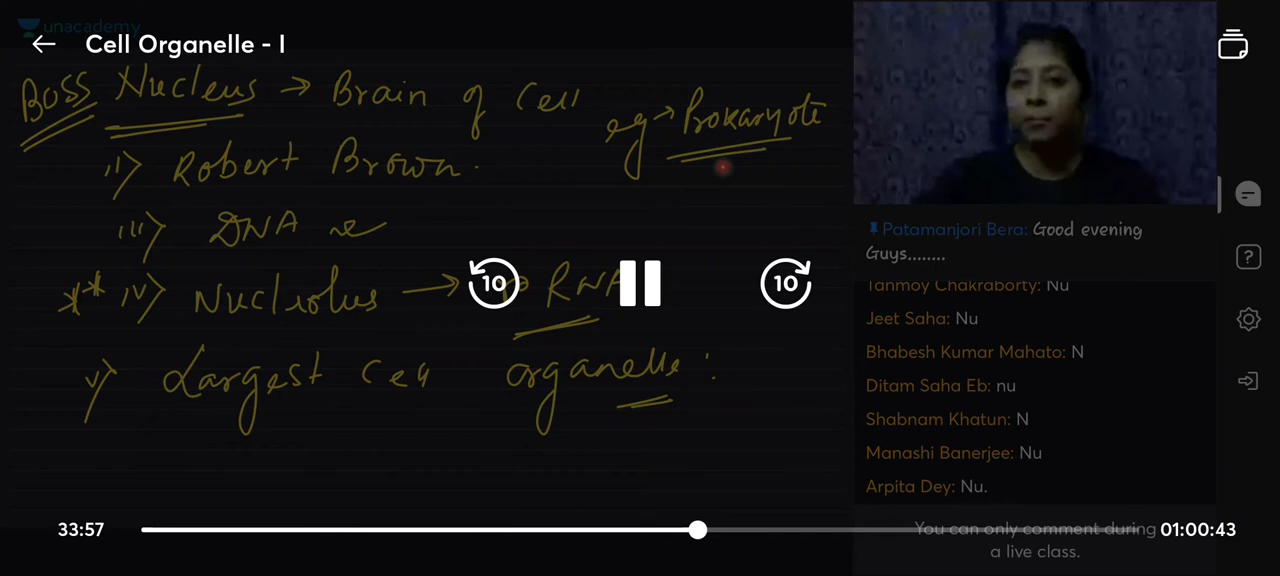 unacademy
Cell Organelle - I
Boss Nucleus → Brain of Cell
eg → Prokaryote
i) Robert Brown.
iii) DNA
** iv) Nucleolus → RNA
v) Largest Cell organelle :
10
10
Patamanjori Bera: Good evening
Guys........
Tanmoy Chakraborty: Nu
Jeet Saha: Nu
Bhabesh Kumar Mahato: N
Ditam Saha Eb: nu
Shabnam Khatun: N
Manashi Banerjee: Nu
Arpita Dey: Nu.
You can only comment during
a live class.
33:57
01:00:43